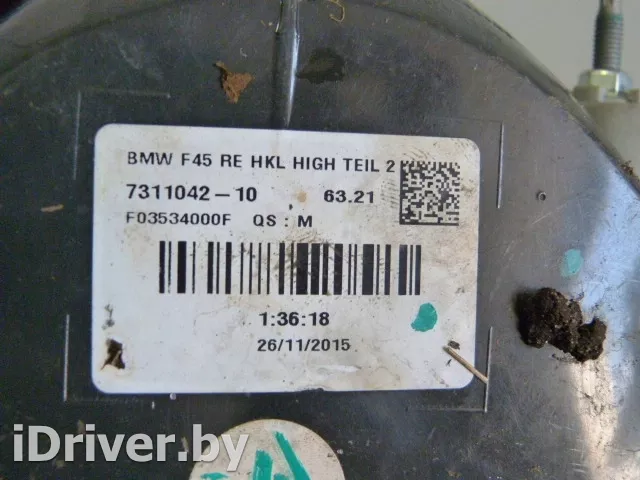 BMW F45 RE HKL HIGH TEIL 2
7311042-10 63.21
F03534000F QS : M
1:36:18
26/11/2015
iDriver.by